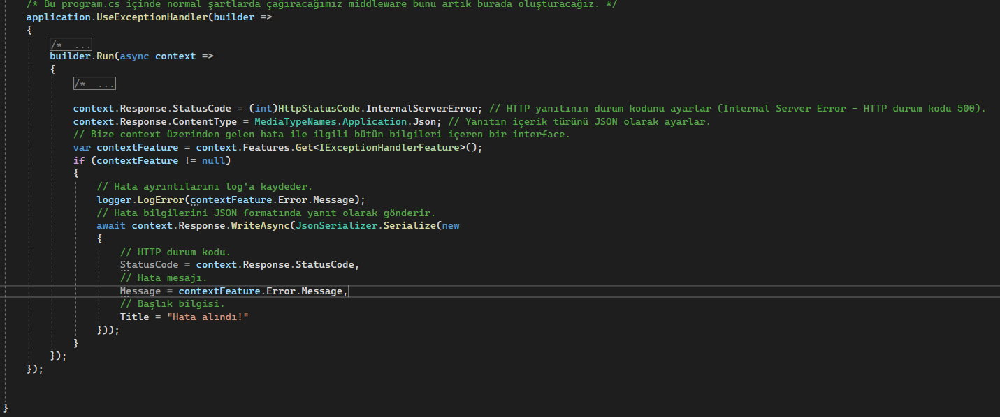 /* Bu program.cs içinde normal şartlarda çağıracağımız middleware bunu artık burada oluşturacağız. */
application.UseExceptionHandler(builder =>
{
/* ...
builder.Run(async context =>
{
/* ...
context.Response.StatusCode = (int)HttpStatusCode.InternalServerError; // HTTP yanıtının durum kodunu ayarlar (Internal Server Error - HTTP durum kodu 500).
context.Response.ContentType = MediaTypeNames.Application.Json; // Yanıtın içerik türünü JSON olarak ayarlar.
// Bize context üzerinden gelen hata ile ilgili bütün bilgileri içeren bir interface.
var contextFeature = context.Features.Get<IExceptionHandlerFeature>();
if (contextFeature != null)
{
// Hata ayrıntılarını log'a kaydeder.
logger.LogError(contextFeature.Error.Message);
// Hata bilgilerini JSON formatında yanıt olarak gönderir.
await context.Response.WriteAsync(JsonSerializer.Serialize(new
{
// HTTP durum kodu.
StatusCode = context.Response.StatusCode,
// Hata mesajı.
Message = contextFeature.Error.Message,
// Başlık bilgisi.
Title = "Hata alındı!"
}));
}
});
});
}